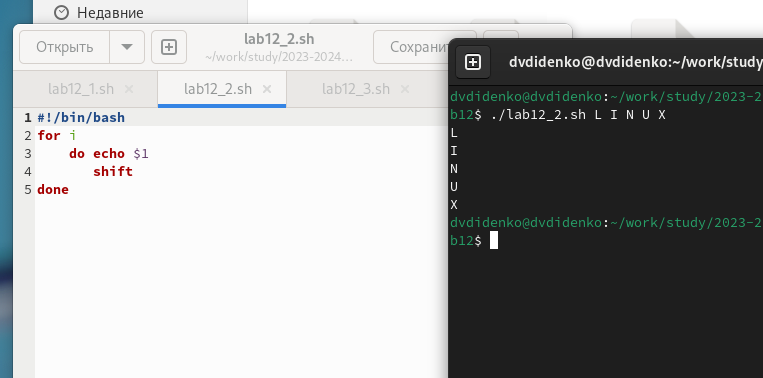 Недавние
Открыть
lab12_2.sh
~/work/study/2023-2024…
lab12_1.sh
lab12_2.sh
lab12_3.sh
1 #!/bin/bash
2 for i
3 do echo $1
4 shift
5 done
dvdidenko@dvdidenko:~/work/study
dvdidenko@dvdidenko:~/work/study/2023-2
b12$ ./lab12_2.sh L I N U X
L
I
N
U
X
dvdidenko@dvdidenko:~/work/study/2023-2
b12$